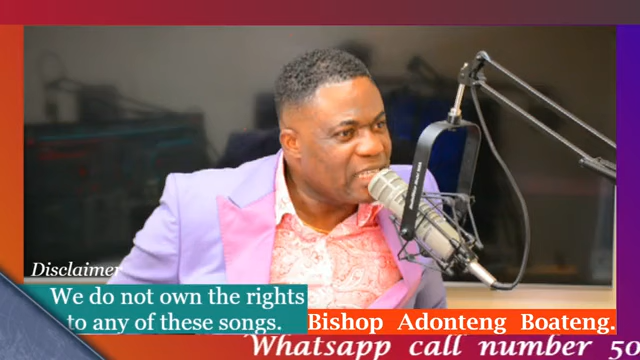 Disclaimer
We do not own the rights
to any of these songs.
Bishop Adonteng Boateng.
Whatsapp call number 50